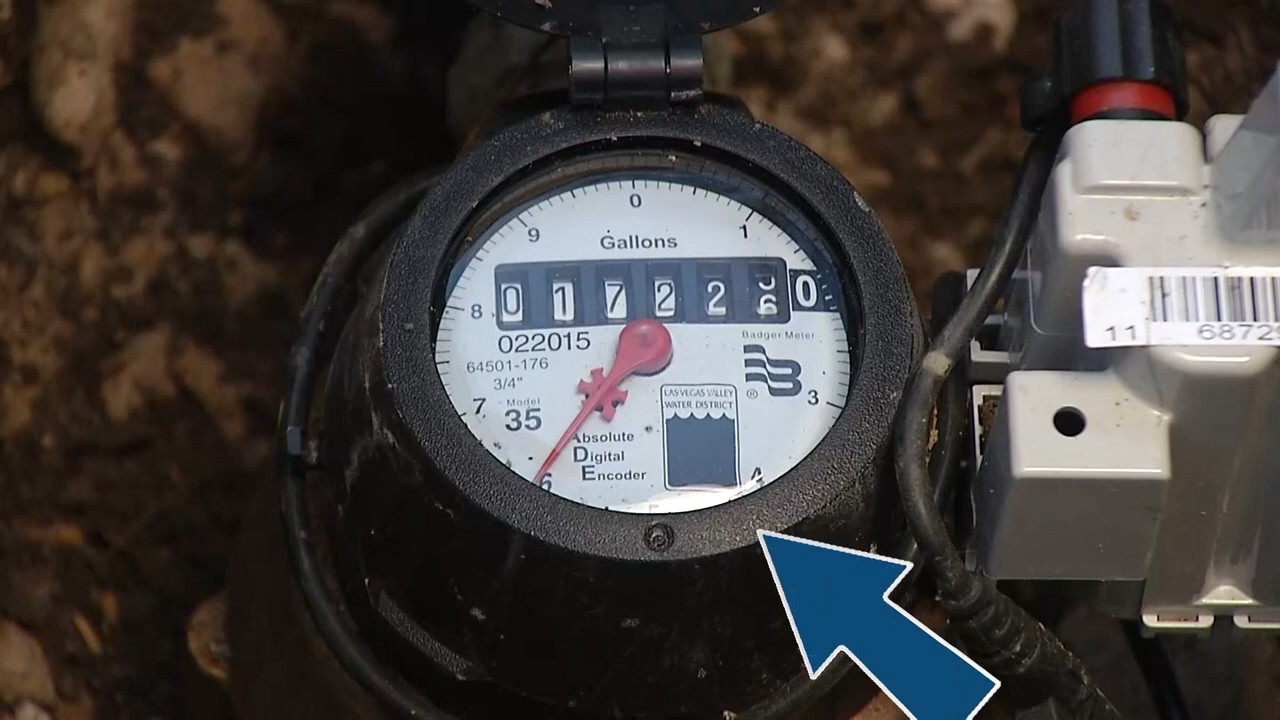 0
9 1
Gallons
8 0 1 7 2 2 6 0
022015
Badger Meter
64501-176
3/4"
®
LAS VEGAS VALLEY
WATER DISTRICT
7 Model 3
35
Absolute
Digital
Encoder
6 4
11 6872